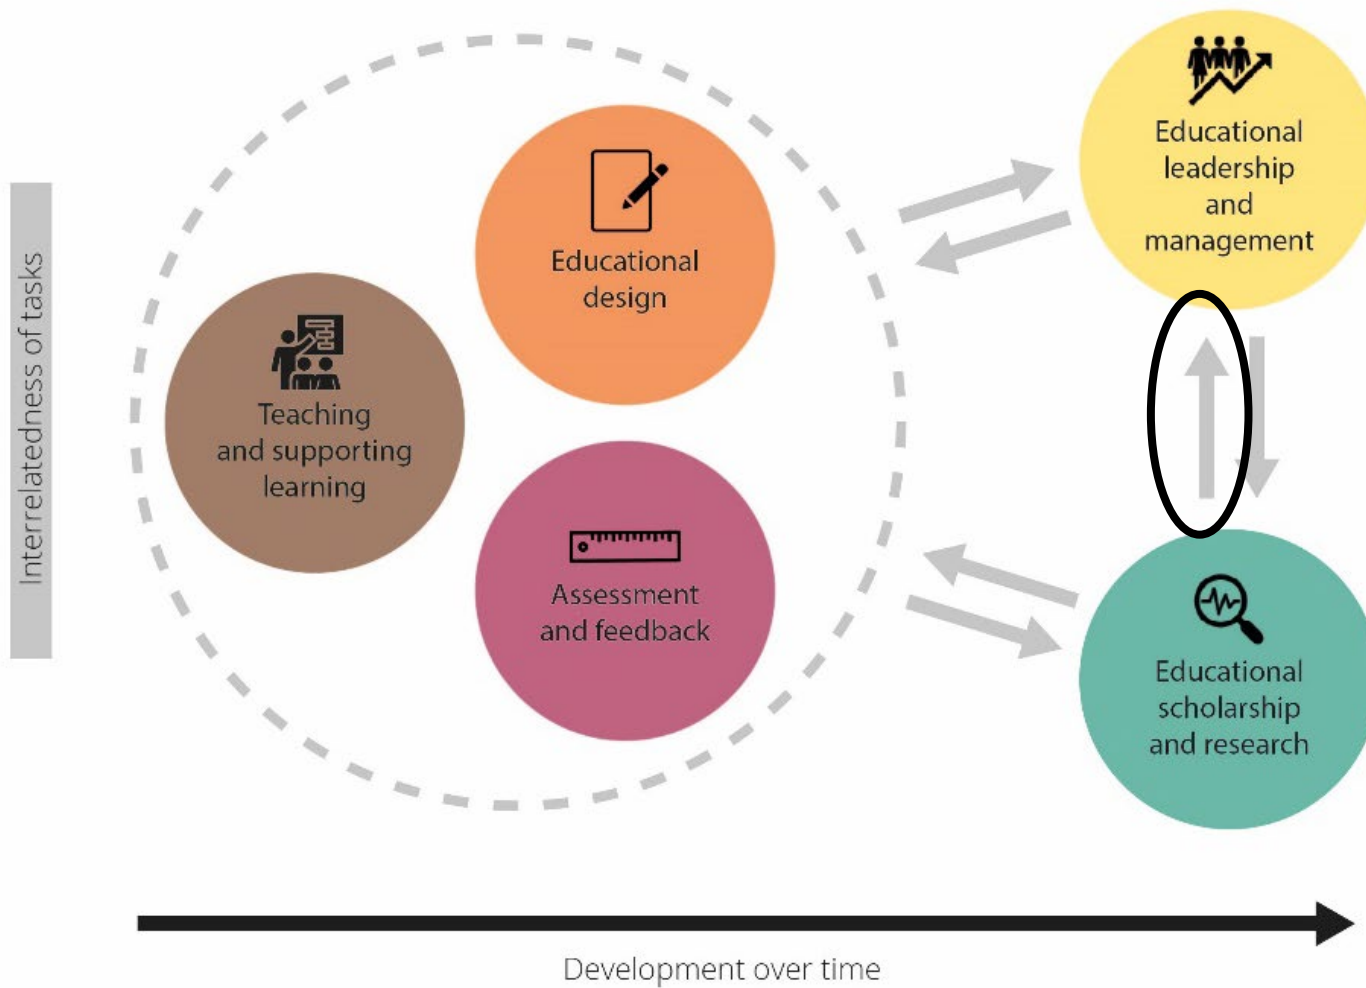 Interrelatedness of tasks
Teaching
and supporting
learning
Educational
design
Assessment
and feedback
Educational
leadership
and
management
Educational
scholarship
and research
Development over time